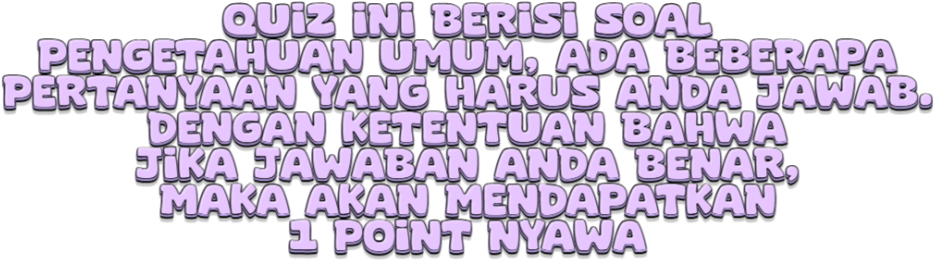 QUIZ INI BERISI SOAL
PENGETAHUAN UMUM, ADA BEBERAPA
PERTANYAAN YANG HARUS ANDA JAWAB.
DENGAN KETENTUAN BAHWA
JIKA JAWABAN ANDA BENAR,
MAKA AKAN MENDAPATKAN
1 POINT NYAWA